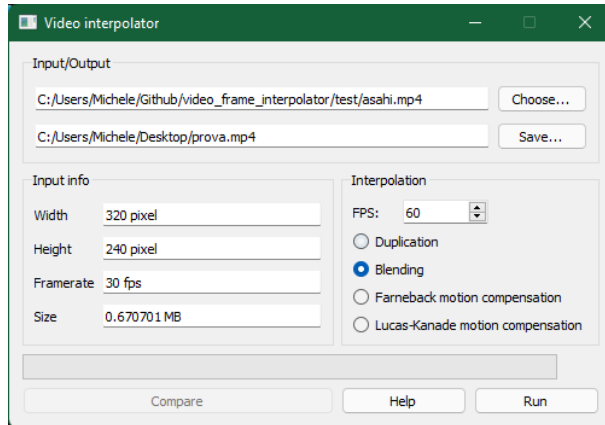 Video interpolator
Input/Output
C:/Users/Michele/Github/video_frame_interpolator/test/asahi.mp4
Choose...
C:/Users/Michele/Desktop/prova.mp4
Save...
Input info
Width 320 pixel
Height 240 pixel
Framerate 30 fps
Size 0.670701 MB
Interpolation
FPS: 60
Duplication
Blending
Farneback motion compensation
Lucas-Kanade motion compensation
Compare
Help
Run